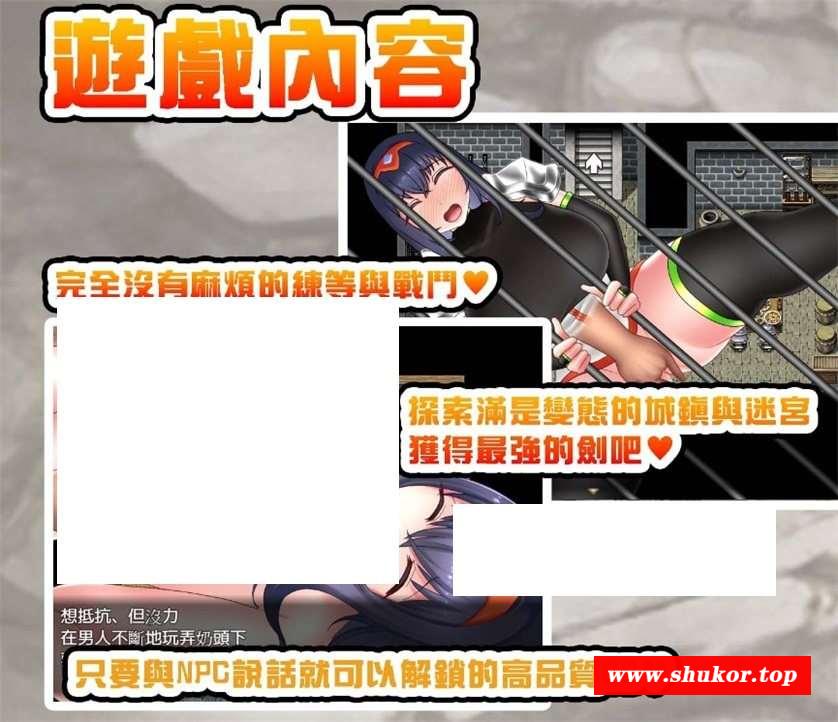 遊戲內容
完全沒有麻煩的練等與戰鬥♥
探索滿是變態的城鎮與迷宮
獲得最強的劍吧♥
想抵抗、但沒力
在男人不斷地玩弄奶頭下
只要與NPC說話就可以解鎖的高品質
www.shukor.top